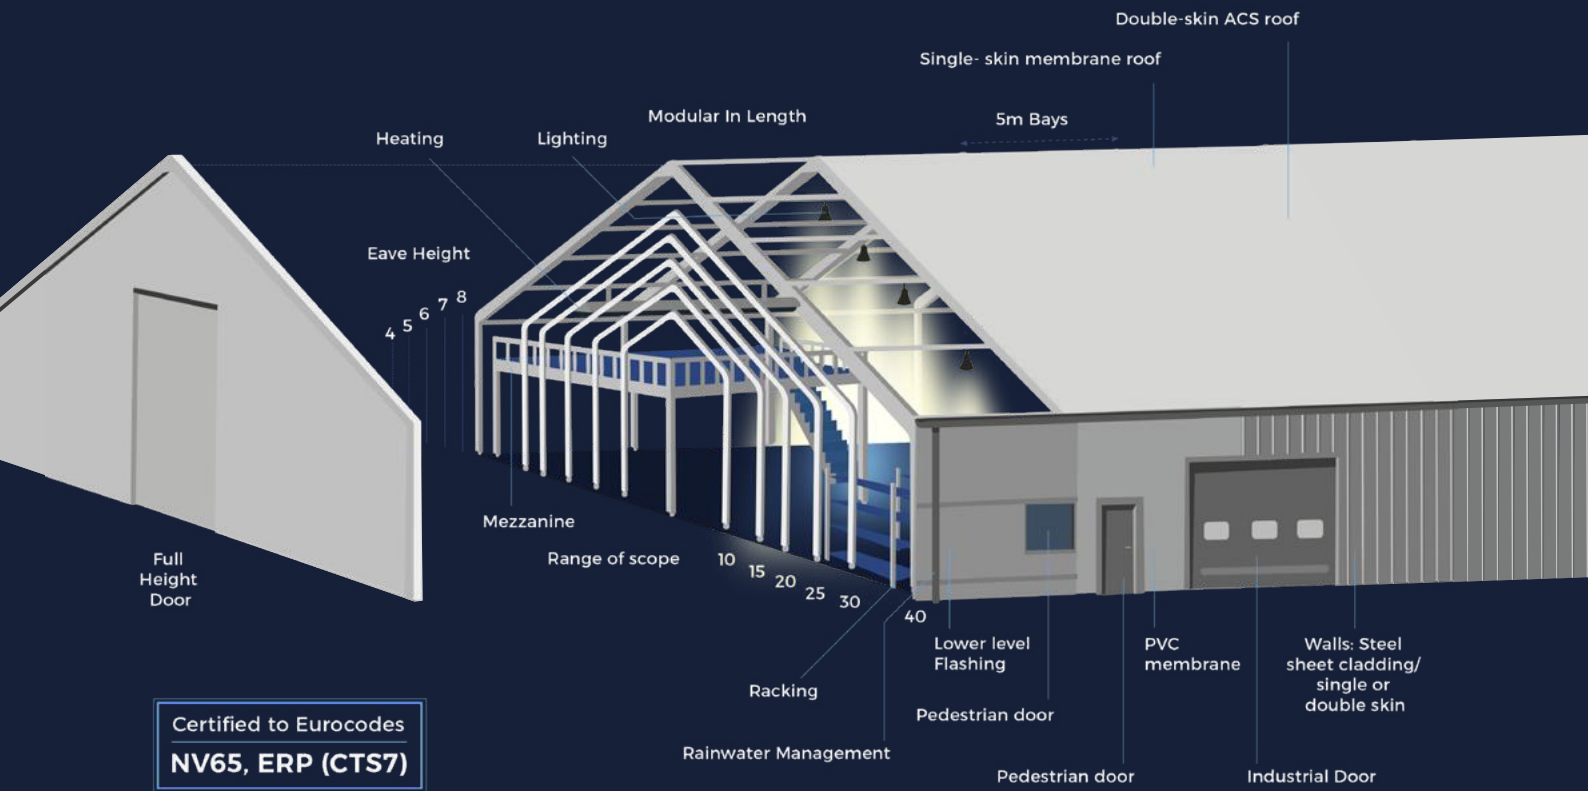 Double-skin ACS roof
Single- skin membrane roof
Modular In Length
5m Bays
Heating
Lighting
Eave Height
4
5
6
7
8
Mezzanine
Range of scope
10
15
20
25
30
40
Full
Height
Door
Lower level
Flashing
PVC
membrane
Walls: Steel
sheet cladding/
single or
double skin
Racking
Pedestrian door
Rainwater Management
Pedestrian door
Industrial Door
Certified to Eurocodes
NV65, ERP (CTS7)